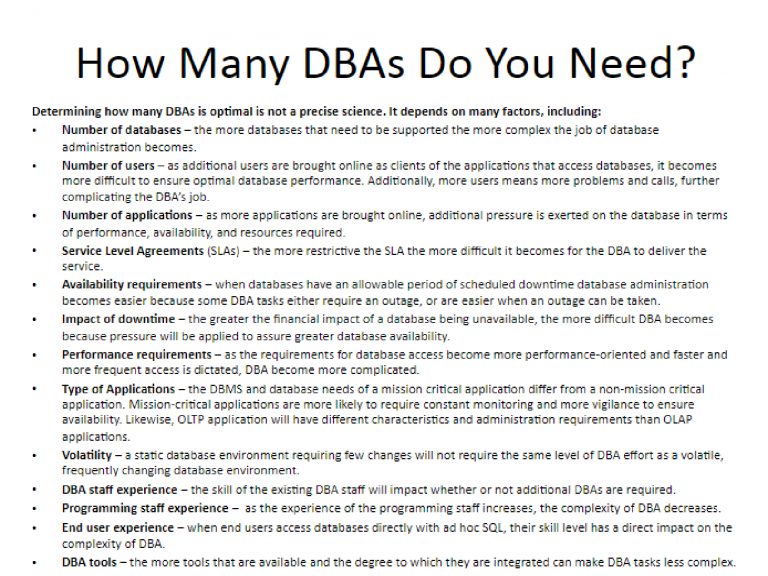 How Many DBAs Do You Need?
Determining how many DBAs is optimal is not a precise science. It depends on many factors, including:
• Number of databases – the more databases that need to be supported the more complex the job of database
administration becomes.
• Number of users – as additional users are brought online as clients of the applications that access databases, it becomes
more difficult to ensure optimal database performance. Additionally, more users means more problems and calls, further
complicating the DBA's job.
• Number of applications – as more applications are brought online, additional pressure is exerted on the database in terms
of performance, availability, and resources required.
• Service Level Agreements (SLAs) – the more restrictive the SLA the more difficult it becomes for the DBA to deliver the
service.
• Availability requirements – when databases have an allowable period of scheduled downtime database administration
becomes easier because some DBA tasks either require an outage, or are easier when an outage can be taken.
• Impact of downtime – the greater the financial impact of a database being unavailable, the more difficult DBA becomes
because pressure will be applied to assure greater database availability.
• Performance requirements – as the requirements for database access become more performance-oriented and faster and
more frequent access is dictated, DBA become more complicated.
• Type of Applications – the DBMS and database needs of a mission critical application differ from a non-mission critical
application. Mission-critical applications are more likely to require constant monitoring and more vigilance to ensure
availability. Likewise, OLTP application will have different characteristics and administration requirements than OLAP
applications.
• Volatility – a static database environment requiring few changes will not require the same level of DBA effort as a volatile,
frequently changing database environment.
• DBA staff experience – the skill of the existing DBA staff will impact whether or not additional DBAs are required.
• Programming staff experience – as the experience of the programming staff increases, the complexity of DBA decreases.
• End user experience – when end users access databases directly with ad hoc SQL, their skill level has a direct impact on the
complexity of DBA.
• DBA tools – the more tools that are available and the degree to which they are integrated can make DBA tasks less complex.